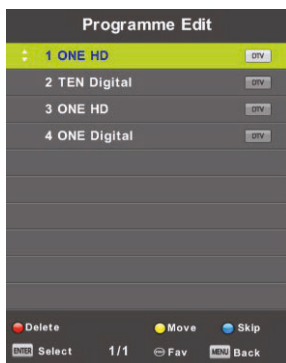 Programme Edit
1 ONE HD DTV
2 TEN Digital DTV
3 ONE HD DTV
4 ONE Digital DTV
Delete Move Skip
ENTER Select 1/1 Fav MENU Back